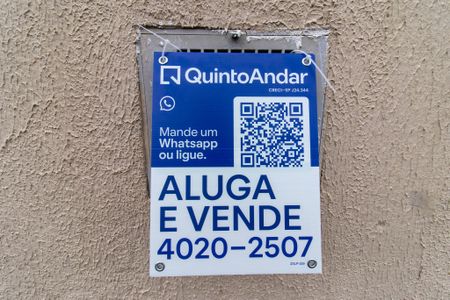 QuintoAndar
CRECI-SP J24.344
Mande um
Whatsapp
ou ligue.
ALUGA
E VENDE
4020-2507